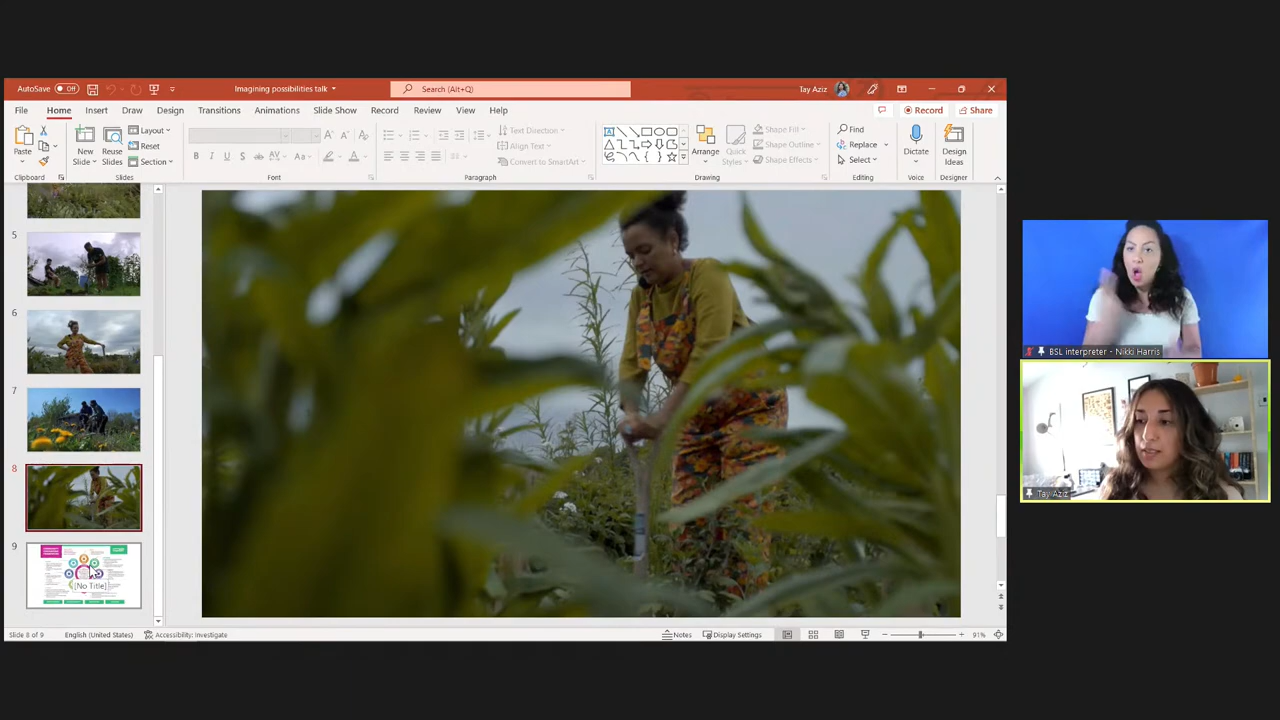 AutoSave Off Imagining possibilities talk Search (Alt+Q) Tay Aziz
File Home Insert Draw Design Transitions Animations Slide Show Record Review View Help Record Share
Paste New Slide Reuse Slides Layout Reset Section
B I U S ab AV Aa A A
Text Direction
Align Text
Convert to SmartArt
Arrange Quick Styles Shape Fill Shape Outline Shape Effects
Find
Replace
Select
Dictate Design Ideas
Clipboard Slides Font Paragraph Drawing Editing Voice Designer
5
6
7
8
9
[No Title]
BSL interpreter - Nikki Harris
Tay Aziz
Slide 8 of 9 English (United States) Accessibility: Investigate Notes Display Settings 91%